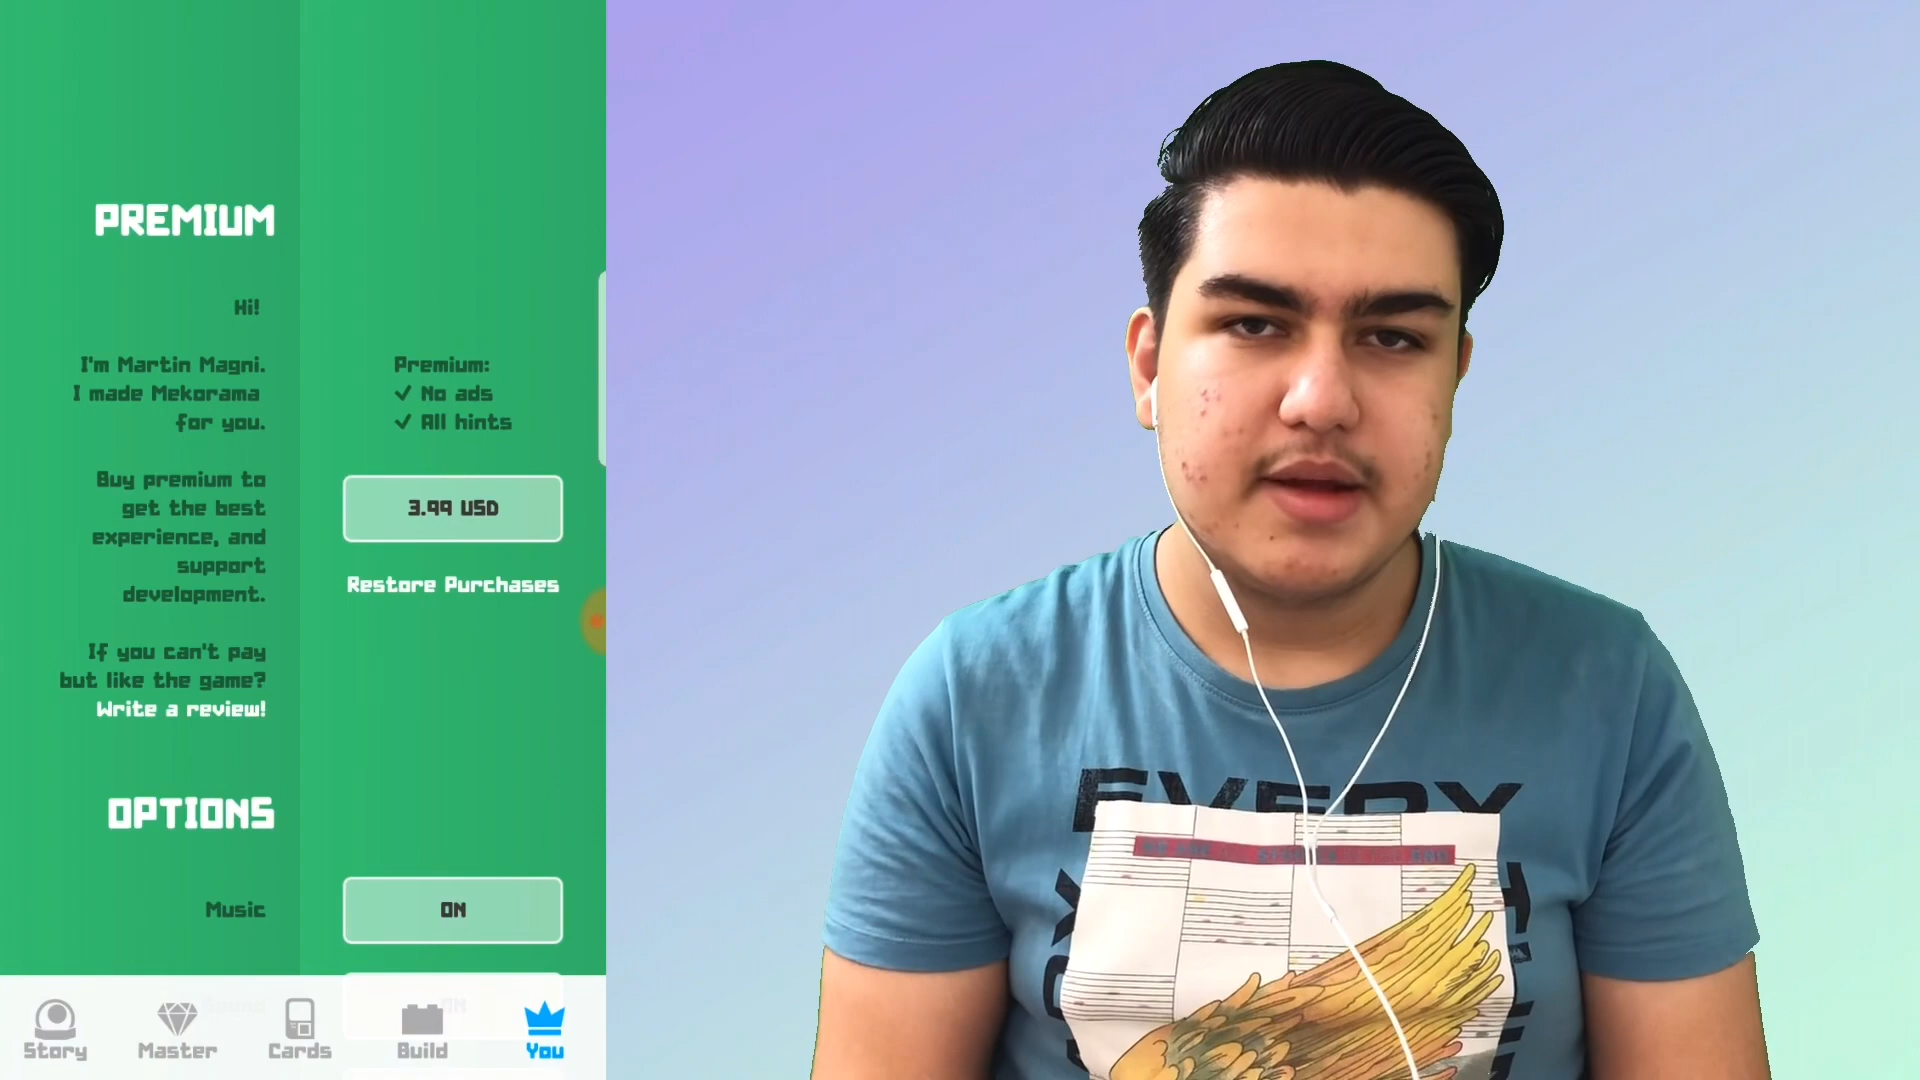 PREMIUM
Hi!
I'm Martin Magni.
I made Mekorama
for you.
Buy premium to
get the best
experience, and
support
development.
If you can't pay
but like the game?
Write a review!
Premium:
✓ No ads
✓ All hints
3.99 USD
Restore Purchases
OPTIONS
Music
ON
ON
Story
Master
Cards
Build
You
EVERY